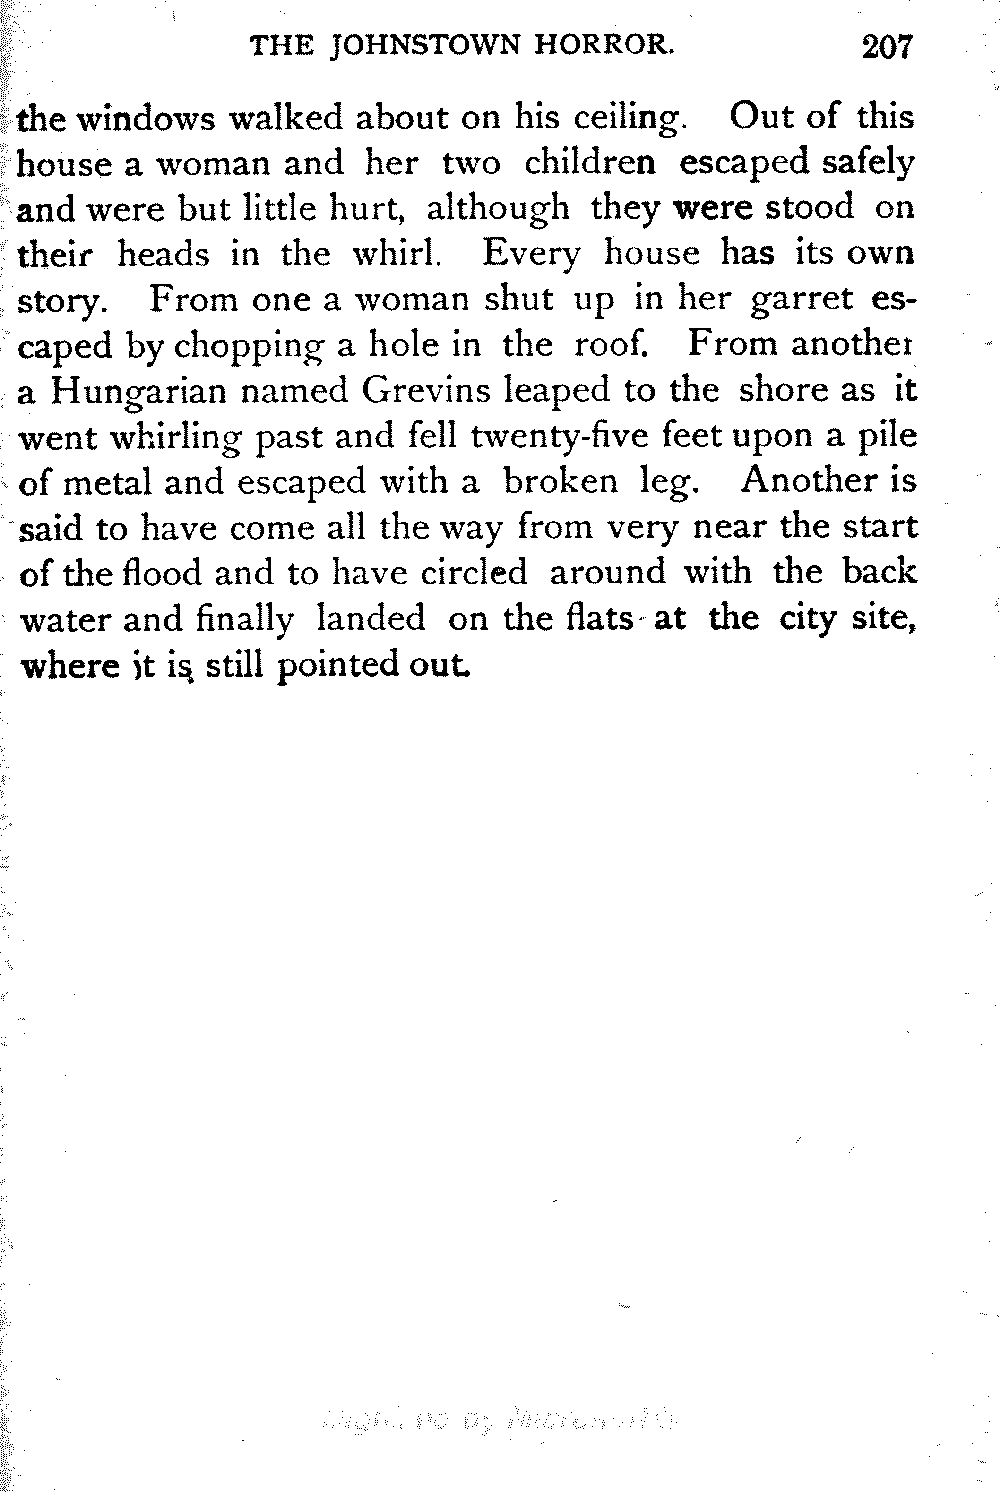 THE JOHNSTOWN HORROR. 207
the windows walked about on his ceiling. Out of this
house a woman and her two children escaped safely
and were but little hurt, although they were stood on
their heads in the whirl. Every house has its own
story. From one a woman shut up in her garret es-
caped by chopping a hole in the roof. From another
a Hungarian named Grevins leaped to the shore as it
went whirling past and fell twenty-five feet upon a pile
of metal and escaped with a broken leg. Another is
said to have come all the way from very near the start
of the flood and to have circled around with the back
water and finally landed on the flats at the city site,
where it is still pointed out.